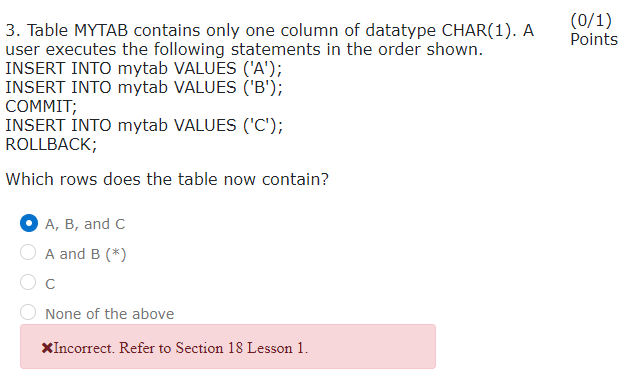 3. Table MYTAB contains only one column of datatype CHAR(1). A
user executes the following statements in the order shown.
INSERT INTO mytab VALUES ('A');
INSERT INTO mytab VALUES ('B');
COMMIT;
INSERT INTO mytab VALUES ('C');
ROLLBACK;
(0/1)
Points
Which rows does the table now contain?
A, B, and C
A and B (*)
C
None of the above
✖Incorrect. Refer to Section 18 Lesson 1.